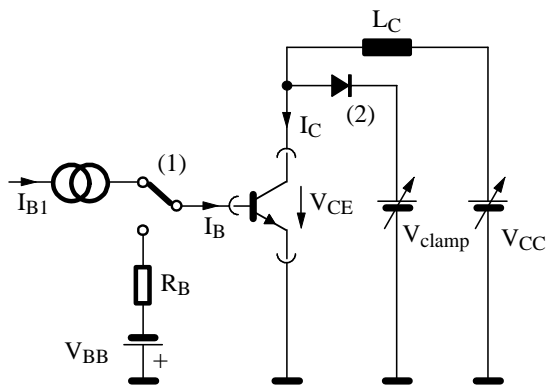 L_C
(2)
I_C
(1)
I_B1
I_B
V_CE
V_clamp
V_CC
R_B
V_BB
+